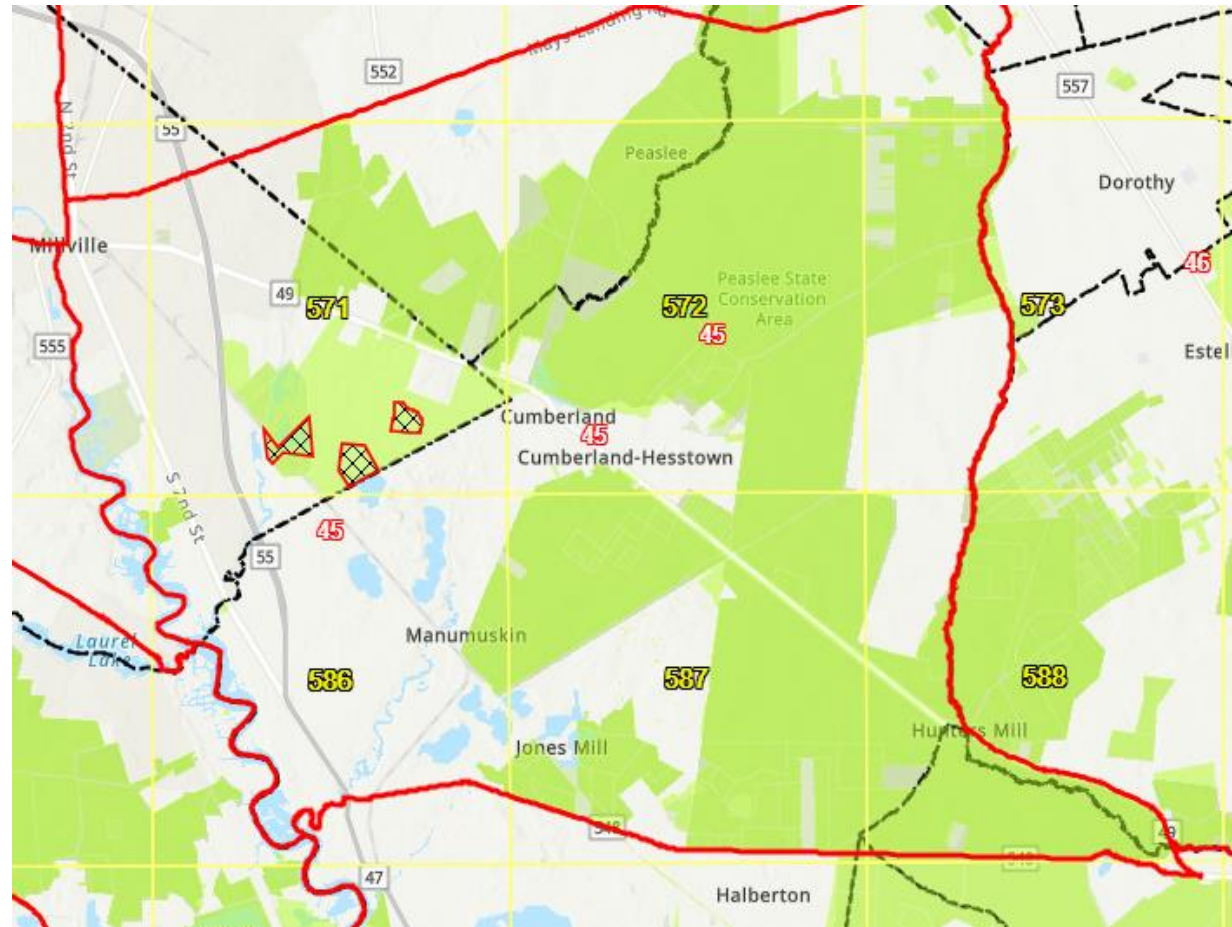 Mays Landing Rd
552
557
N 2nd St
55
Peaslee
Dorothy
Millville
46
49
571
572
573
Peaslee State
Conservation
Area
45
555
Estel
Cumberland
45
Cumberland-Hesstown
S 7th St
45
55
Manumuskin
Laurel
Lake
586
587
588
Hunters Mill
Jones Mill
548
49
548
47
Halberton